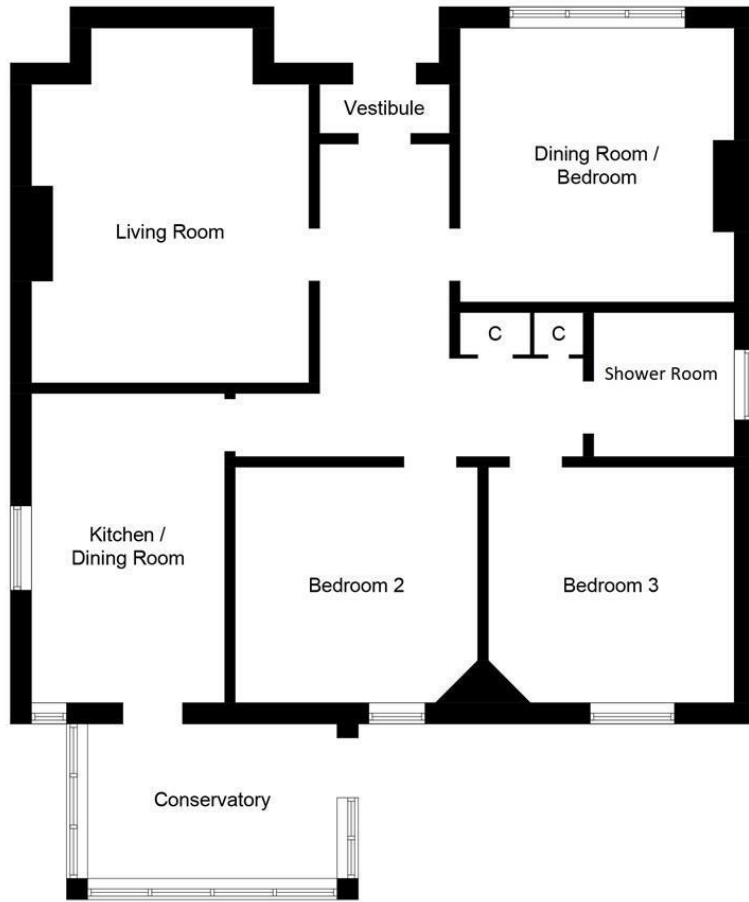 Vestibule
Dining Room /
Bedroom
Living Room
C
C
Shower Room
Kitchen /
Dining Room
Bedroom 2
Bedroom 3
Conservatory